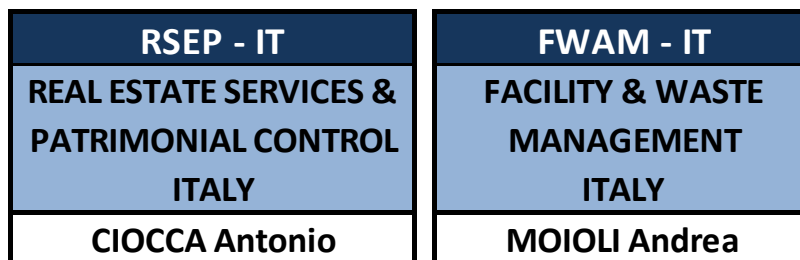 RSEP - IT
REAL ESTATE SERVICES &
PATRIMONIAL CONTROL
ITALY
CIOCCA Antonio
FWAM - IT
FACILITY & WASTE
MANAGEMENT
ITALY
MOIOLI Andrea